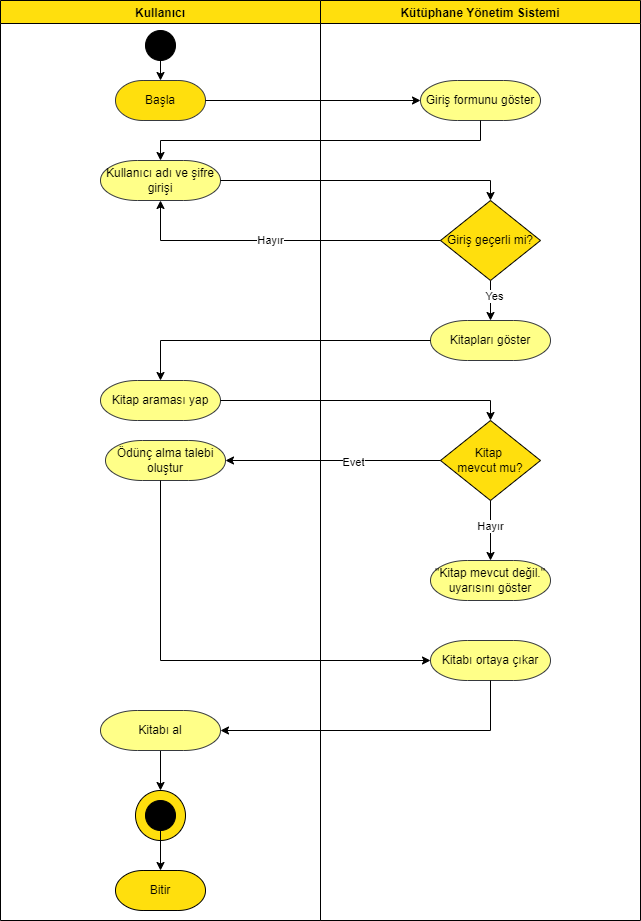 Kullanıcı
Kütüphane Yönetim Sistemi
Başla
Giriş formunu göster
Kullanıcı adı ve şifre
girişi
Giriş geçerli mi?
Hayır
Yes
Kitapları göster
Kitap araması yap
Kitap
mevcut mu?
Ödünç alma talebi
oluştur
Evet
Hayır
"Kitap mevcut değil."
uyarısını göster
Kitabı ortaya çıkar
Kitabı al
Bitir